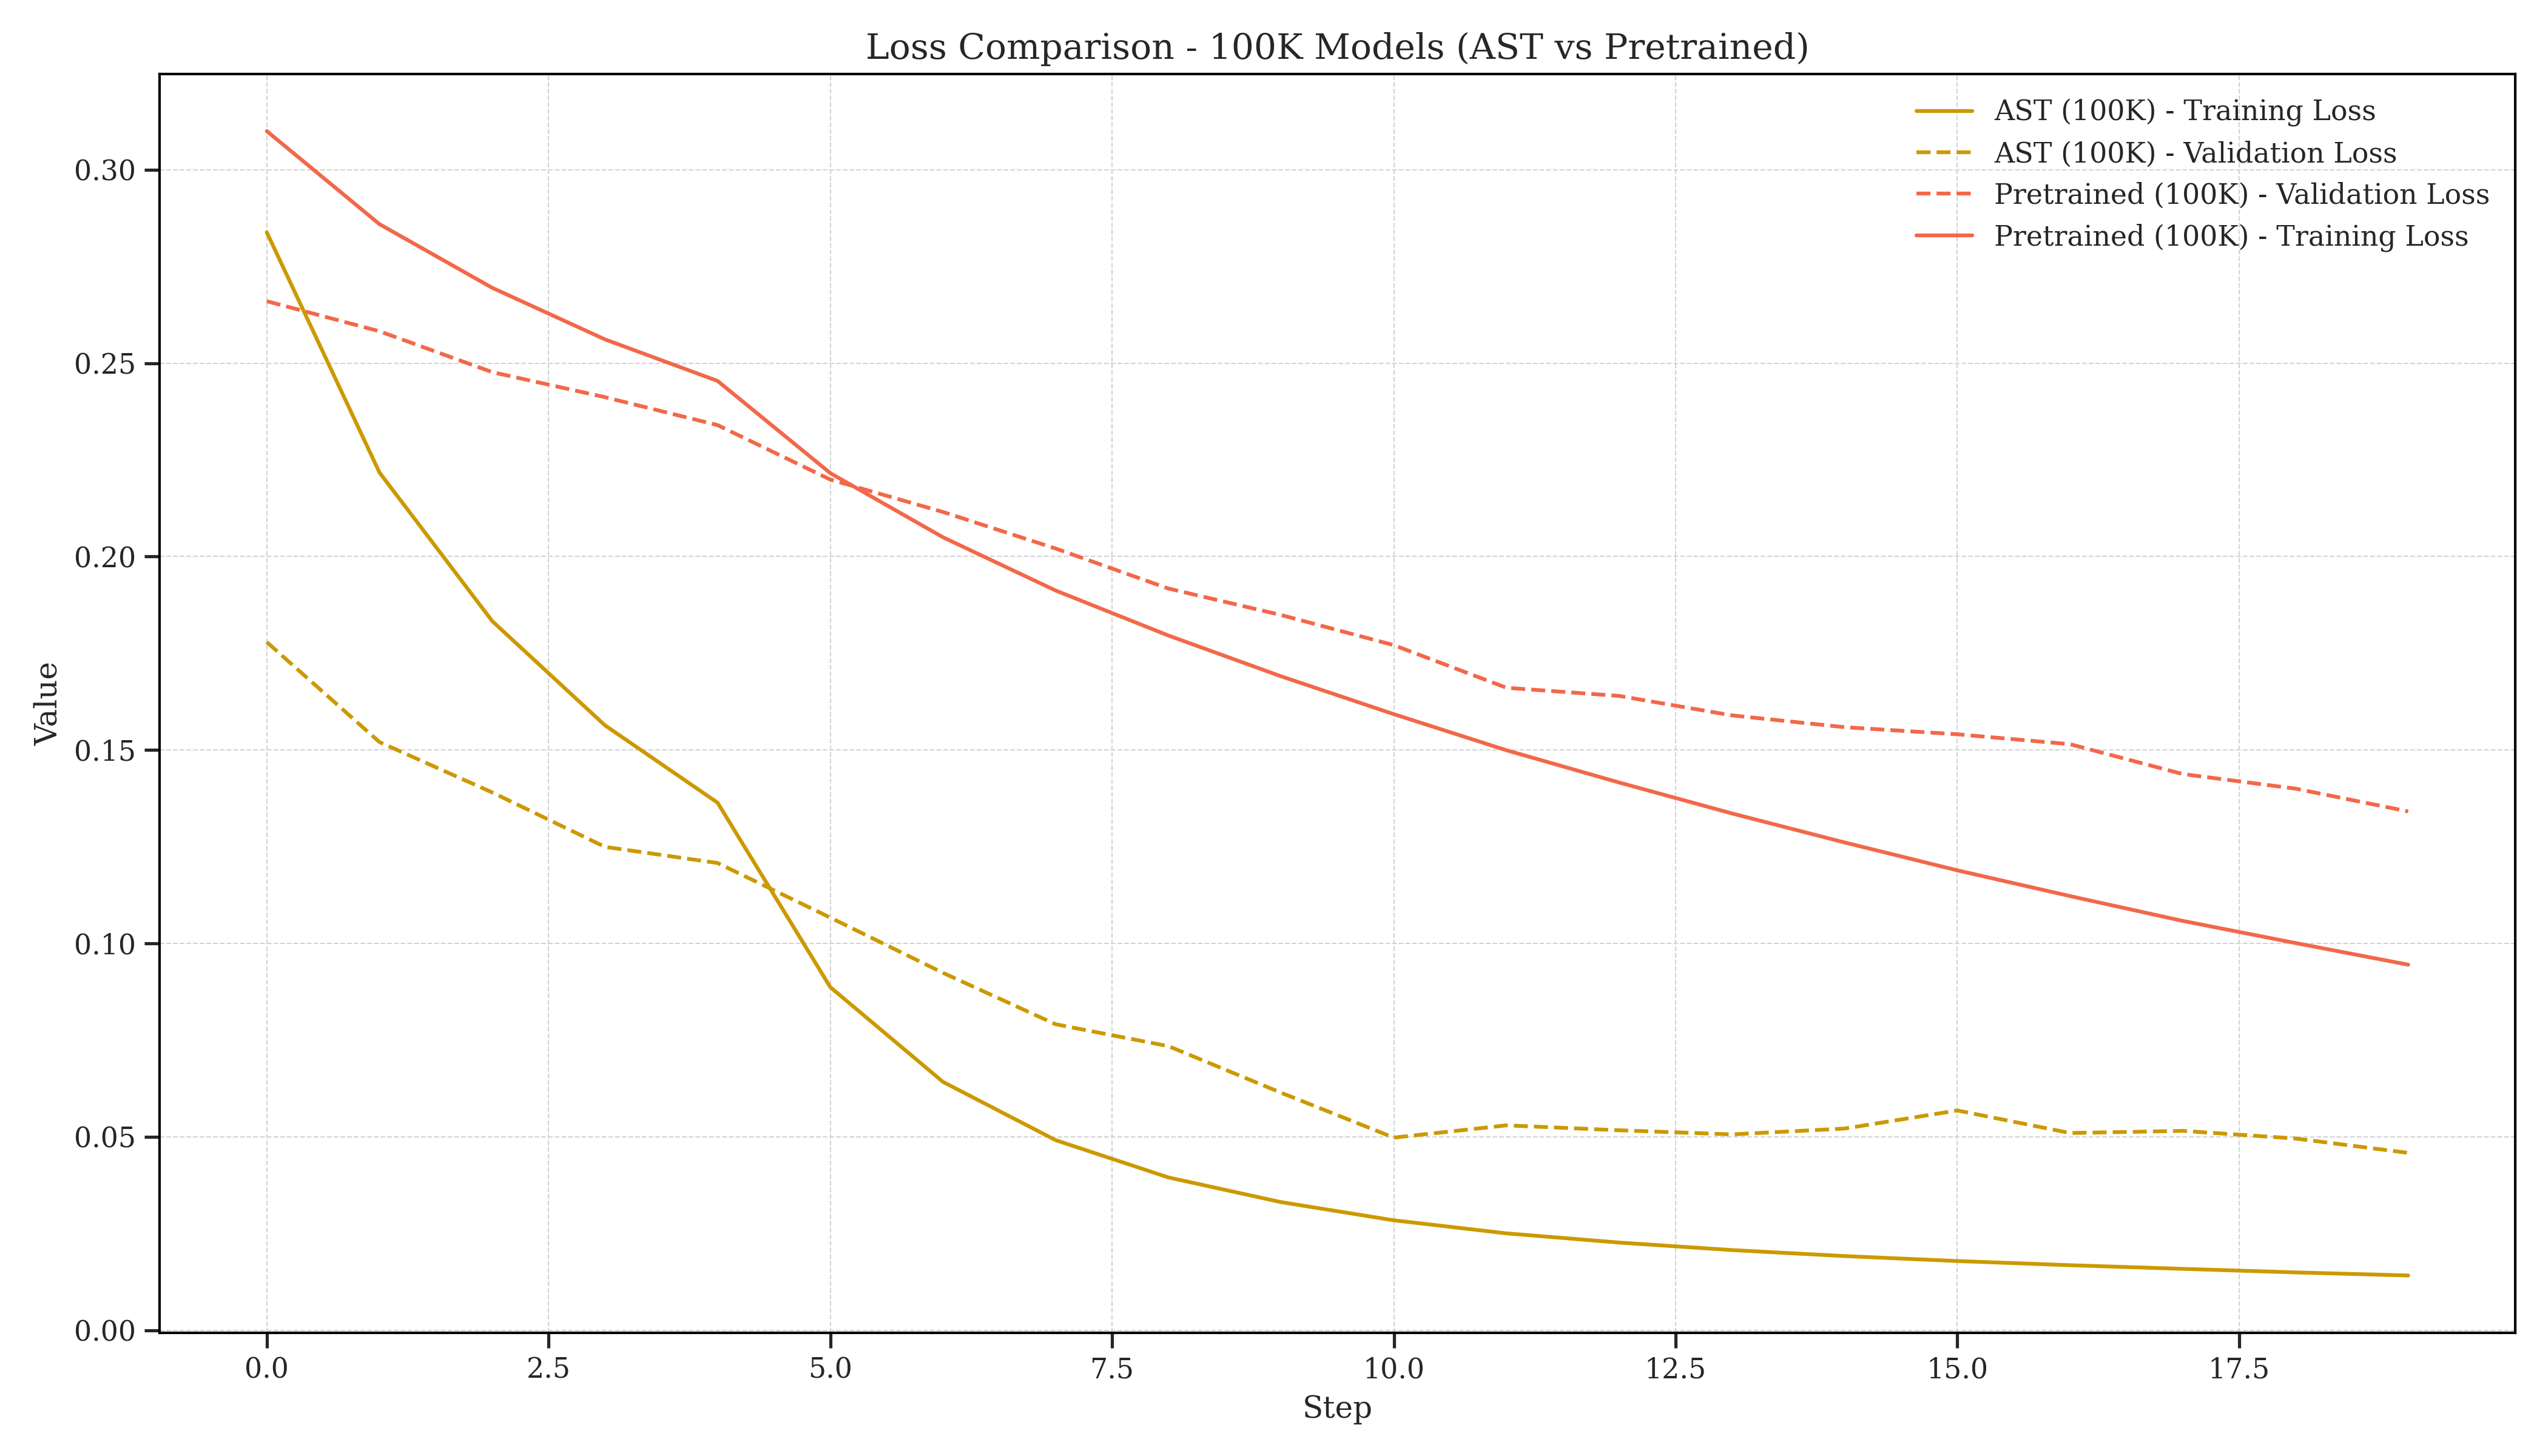 Loss Comparison - 100K Models (AST vs Pretrained)
AST (100K) - Training Loss
AST (100K) - Validation Loss
Pretrained (100K) - Validation Loss
Pretrained (100K) - Training Loss
Value
0.30
0.25
0.20
0.15
0.10
0.05
0.00
0.0 2.5 5.0 7.5 10.0 12.5 15.0 17.5
Step